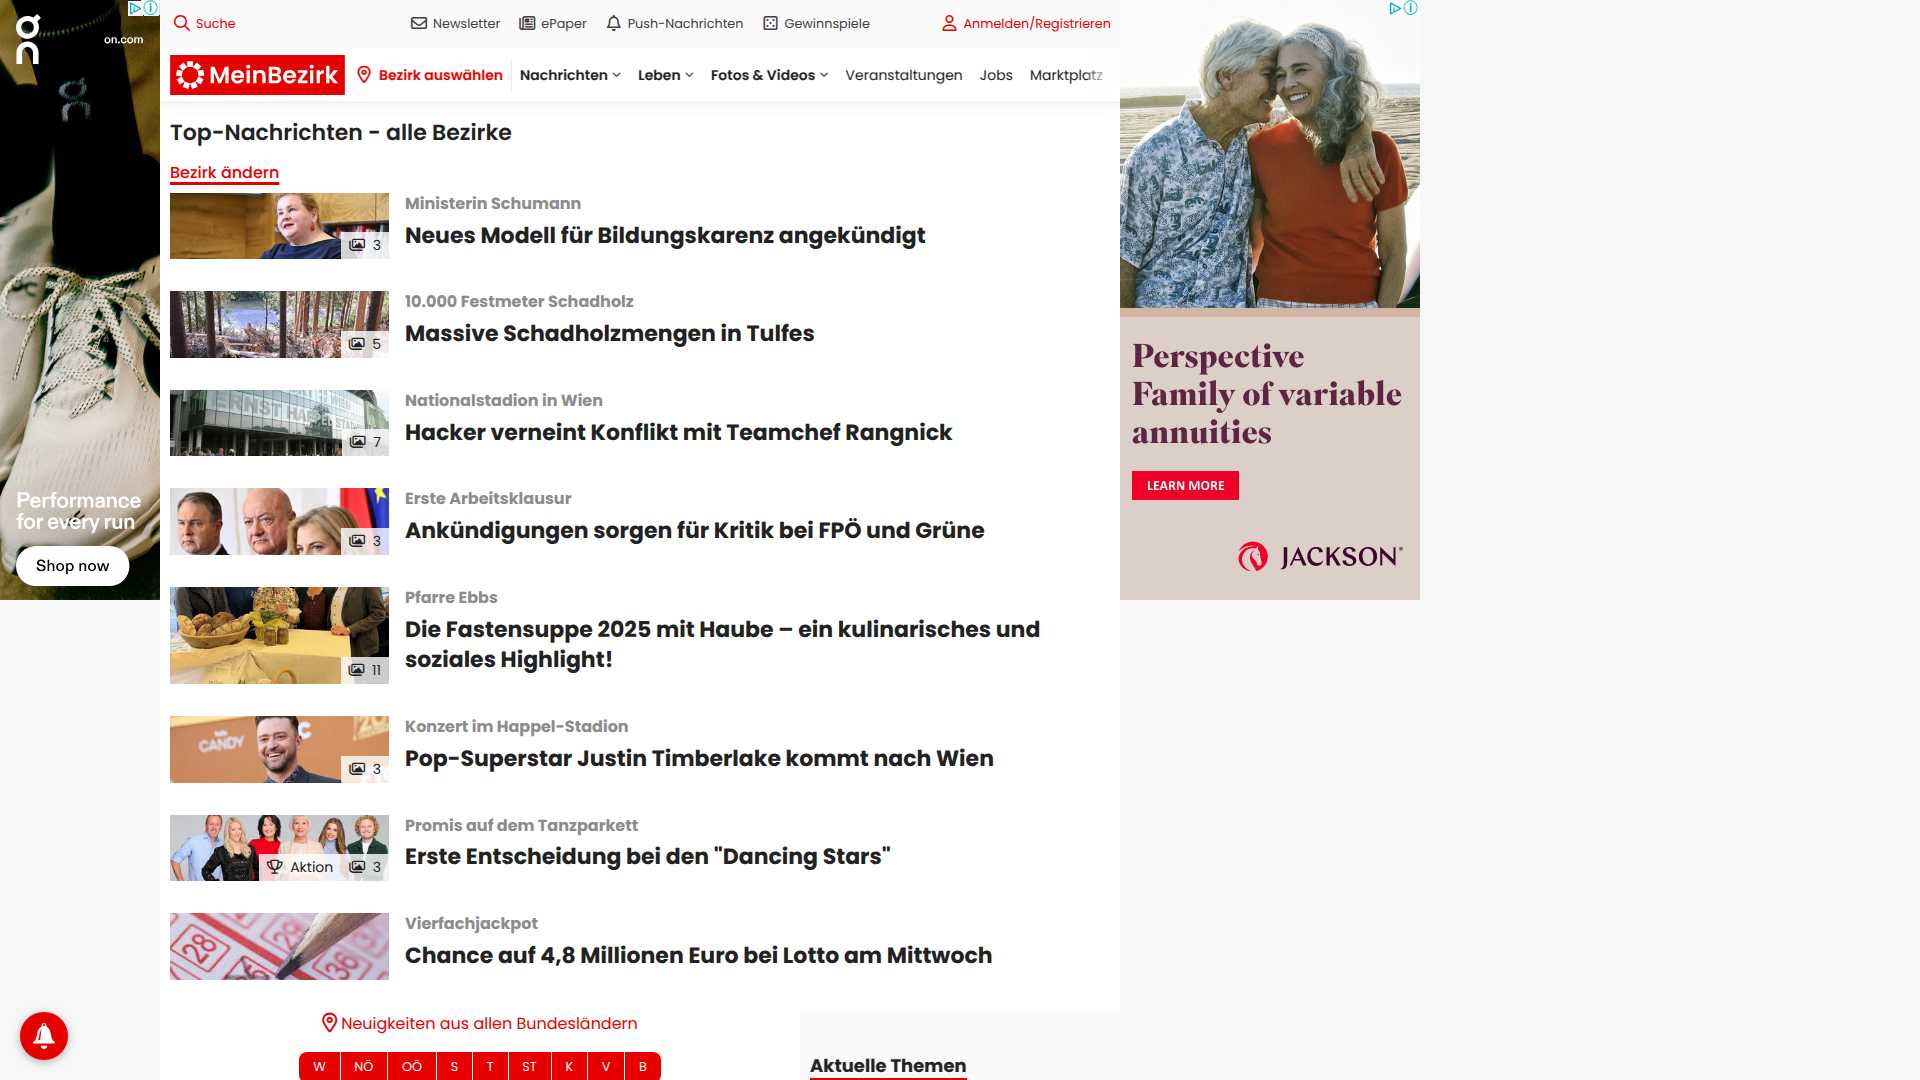 on.com
Performance
for every run
Shop now
Suche
Newsletter
ePaper
Push-Nachrichten
Gewinnspiele
Anmelden/Registrieren
MeinBezirk
Bezirk auswählen
Nachrichten
Leben
Fotos & Videos
Veranstaltungen
Jobs
Marktplatz
Top-Nachrichten - alle Bezirke
Bezirk ändern
3
Ministerin Schumann
Neues Modell für Bildungskarenz angekündigt
5
10.000 Festmeter Schadholz
Massive Schadholzmengen in Tulfes
ERNST HAPPEL STADION
7
Nationalstadion in Wien
Hacker verneint Konflikt mit Teamchef Rangnick
3
Erste Arbeitsklausur
Ankündigungen sorgen für Kritik bei FPÖ und Grüne
11
Pfarre Ebbs
Die Fastensuppe 2025 mit Haube – ein kulinarisches und
soziales Highlight!
CANDY
3
Konzert im Happel-Stadion
Pop-Superstar Justin Timberlake kommt nach Wien
Aktion
3
Promis auf dem Tanzparkett
Erste Entscheidung bei den "Dancing Stars"
28
29
36
Vierfachjackpot
Chance auf 4,8 Millionen Euro bei Lotto am Mittwoch
Neuigkeiten aus allen Bundesländern
W
NÖ
OÖ
S
T
ST
K
V
B
Aktuelle Themen
Perspective
Family of variable
annuities
LEARN MORE
JACKSON®